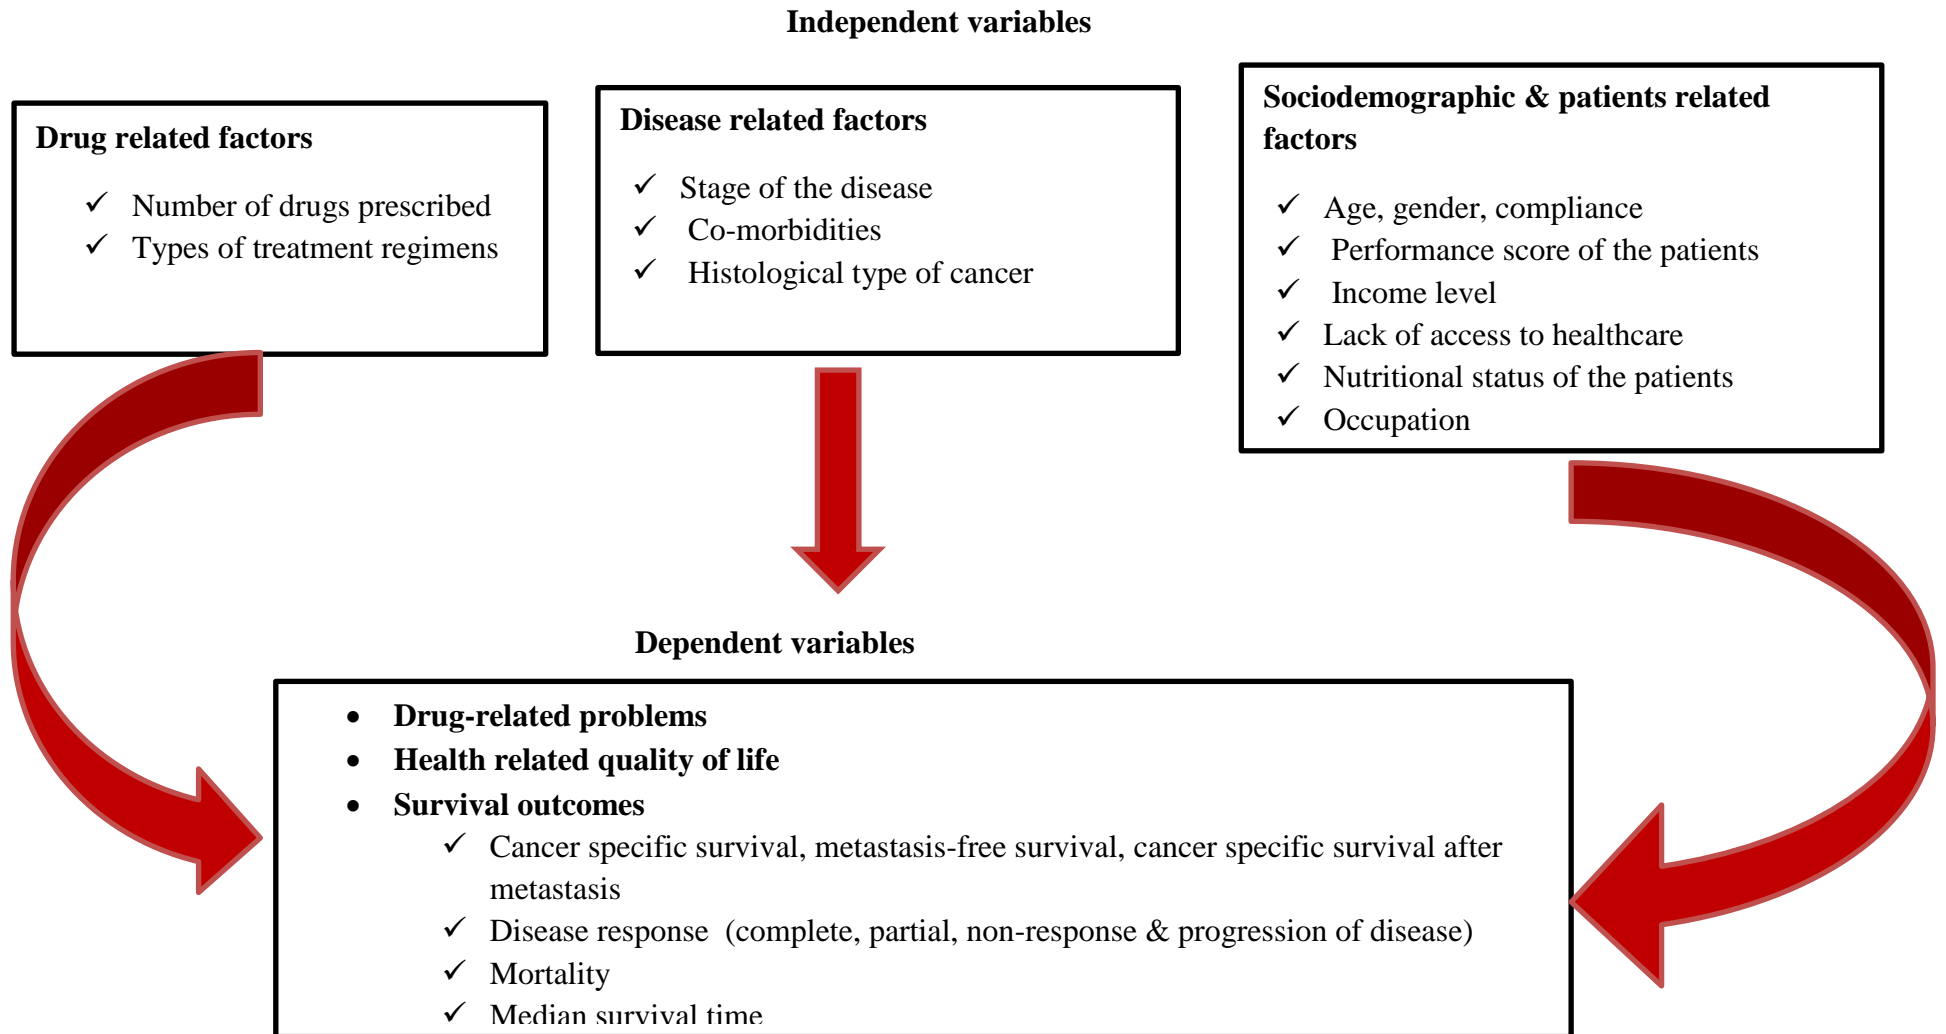 Independent variables
Drug related factors
✓ Number of drugs prescribed
✓ Types of treatment regimens
Disease related factors
✓ Stage of the disease
✓ Co-morbidities
✓ Histological type of cancer
Sociodemographic & patients related
factors
✓ Age, gender, compliance
✓ Performance score of the patients
✓ Income level
✓ Lack of access to healthcare
✓ Nutritional status of the patients
✓ Occupation
Dependent variables
• Drug-related problems
• Health related quality of life
• Survival outcomes
✓ Cancer specific survival, metastasis-free survival, cancer specific survival after
metastasis
✓ Disease response (complete, partial, non-response & progression of disease)
✓ Mortality
✓ Median survival time